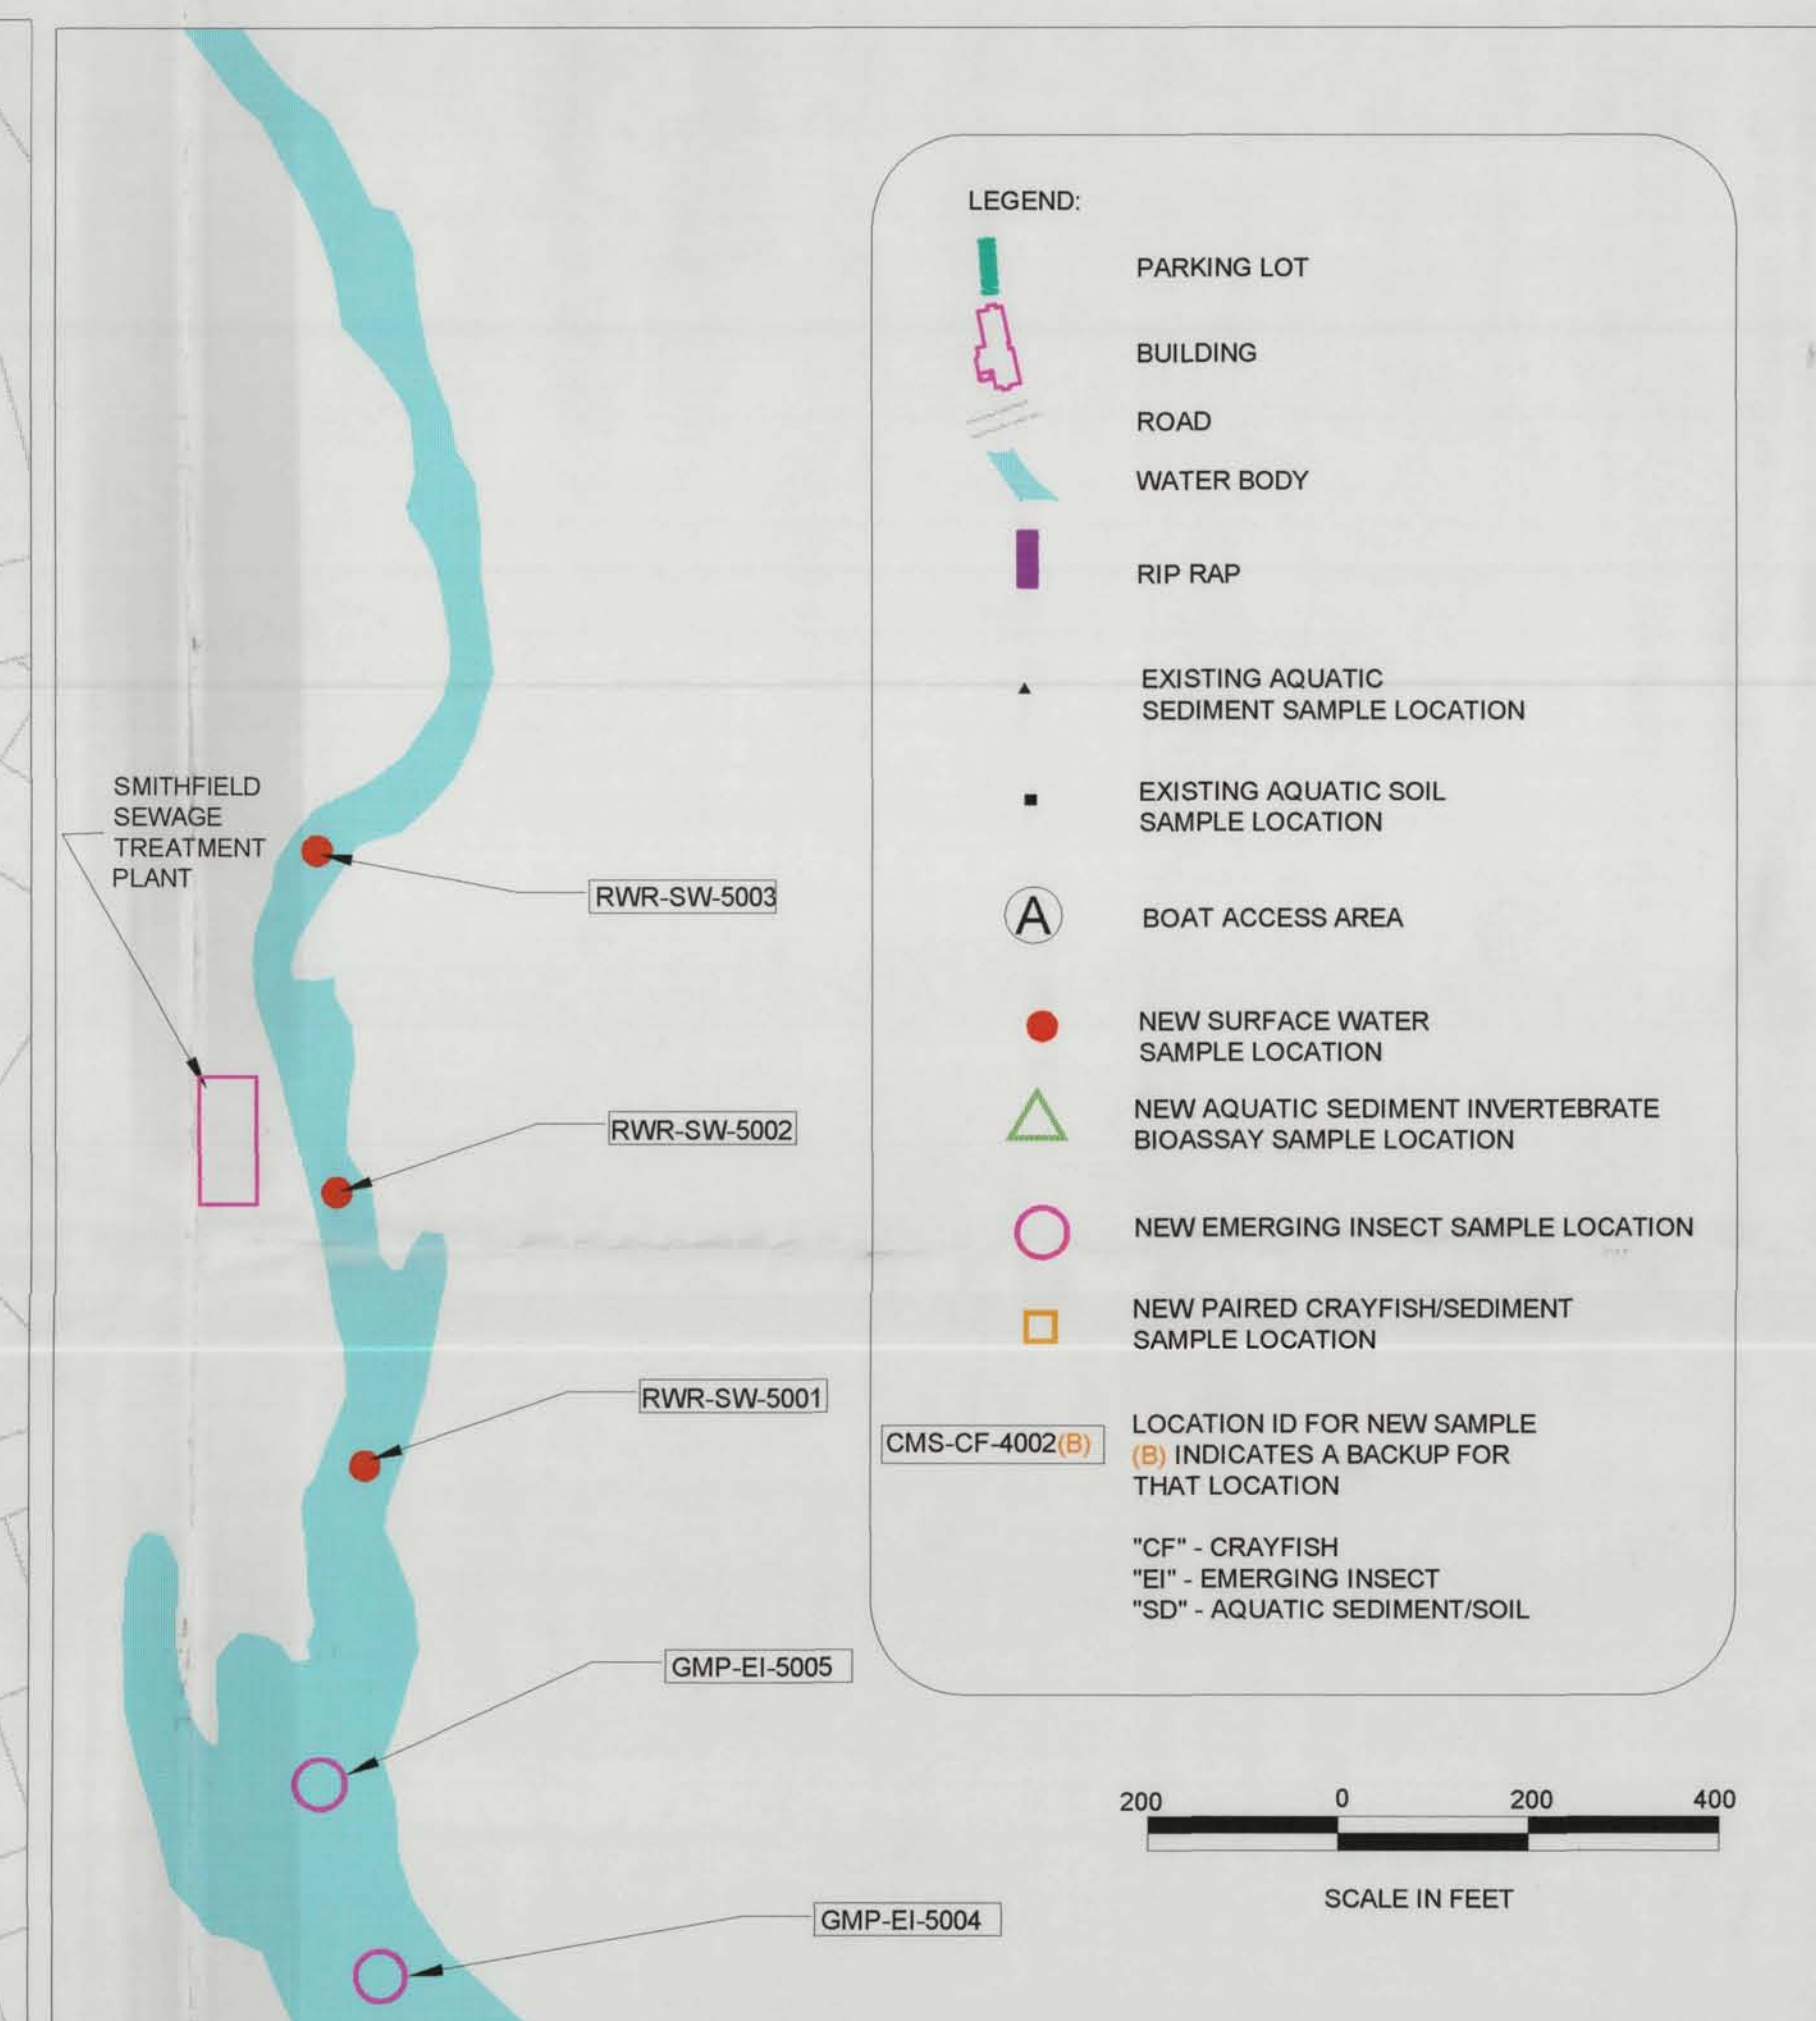 LEGEND:
PARKING LOT
BUILDING
ROAD
WATER BODY
RIP RAP
EXISTING AQUATIC
SEDIMENT SAMPLE LOCATION
EXISTING AQUATIC SOIL
SAMPLE LOCATION
A
BOAT ACCESS AREA
NEW SURFACE WATER
SAMPLE LOCATION
NEW AQUATIC SEDIMENT INVERTEBRATE
BIOASSAY SAMPLE LOCATION
NEW EMERGING INSECT SAMPLE LOCATION
NEW PAIRED CRAYFISH/SEDIMENT
SAMPLE LOCATION
CMS-CF-4002(B)
LOCATION ID FOR NEW SAMPLE
(B) INDICATES A BACKUP FOR
THAT LOCATION
"CF" - CRAYFISH
"EI" - EMERGING INSECT
"SD" - AQUATIC SEDIMENT/SOIL
SMITHFIELD
SEWAGE
TREATMENT
PLANT
RWR-SW-5003
RWR-SW-5002
RWR-SW-5001
GMP-EI-5005
GMP-EI-5004
200 0 200 400
SCALE IN FEET